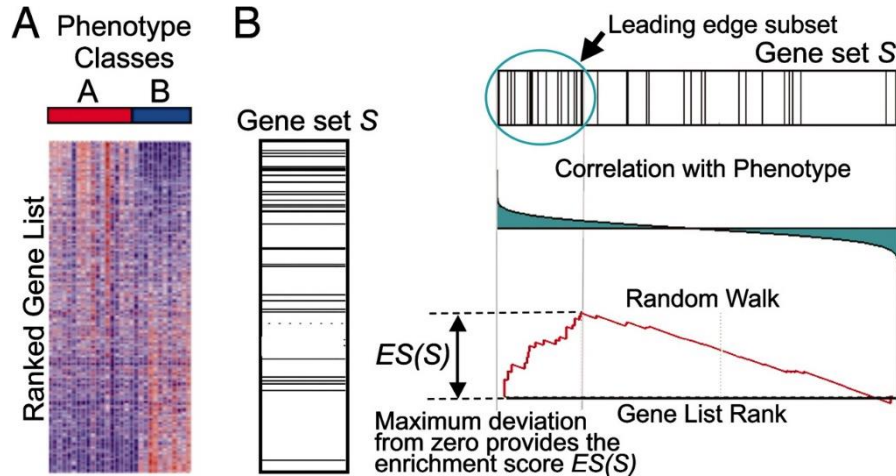 A
Phenotype
Classes
A B
Ranked Gene List
B
Gene set S
Leading edge subset
Gene set S
Correlation with Phenotype
Random Walk
ES(S)
Gene List Rank
Maximum deviation
from zero provides the
enrichment score ES(S)